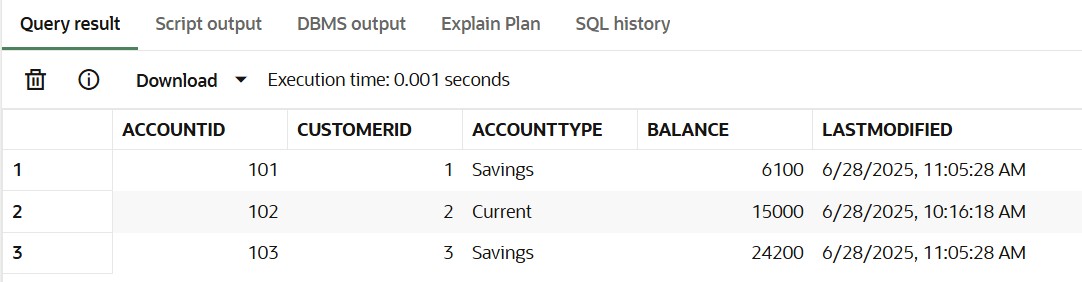 Query result Script output DBMS output Explain Plan SQL history
Download Execution time: 0.001 seconds
ACCOUNTID CUSTOMERID ACCOUNTTYPE BALANCE LASTMODIFIED
1 101 1 Savings 6100 6/28/2025, 11:05:28 AM
2 102 2 Current 15000 6/28/2025, 10:16:18 AM
3 103 3 Savings 24200 6/28/2025, 11:05:28 AM